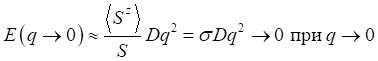 E(q → 0) ≈ ⟨S^z⟩/S Dq² = σDq² → 0 при q → 0